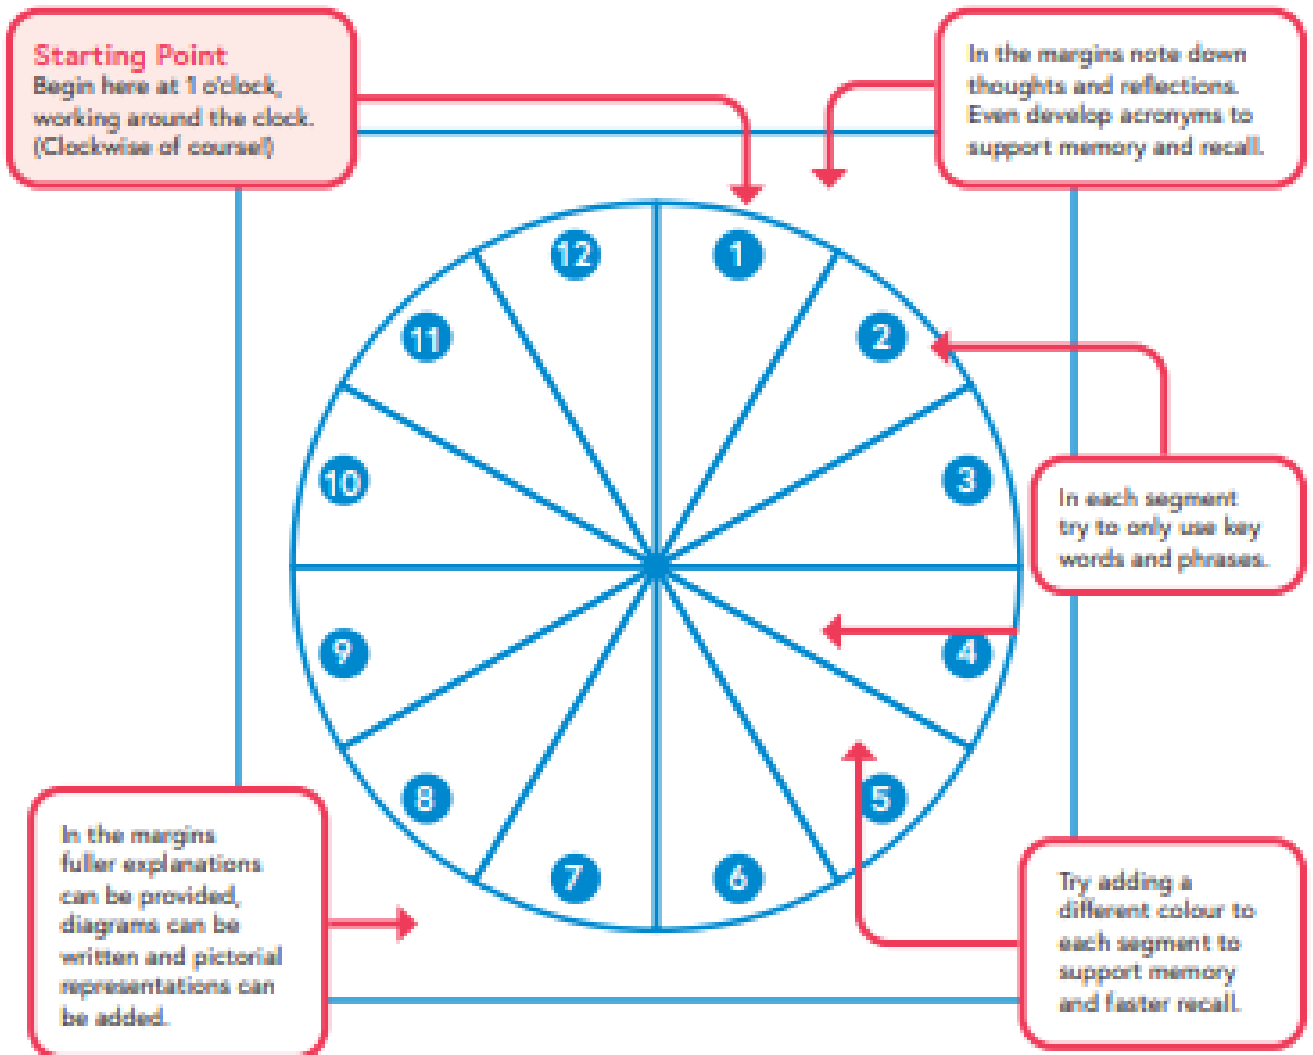 Starting Point
Begin here at 1 o'clock,
working around the clock.
(Clockwise of course!)
In the margins note down
thoughts and reflections.
Even develop acronyms to
support memory and recall.
12
1
11
2
10
3
In each segment
try to only use key
words and phrases.
9
4
8
5
7
6
In the margins
fuller explanations
can be provided,
diagrams can be
written and pictorial
representations can
be added.
Try adding a
different colour to
each segment to
support memory
and faster recall.